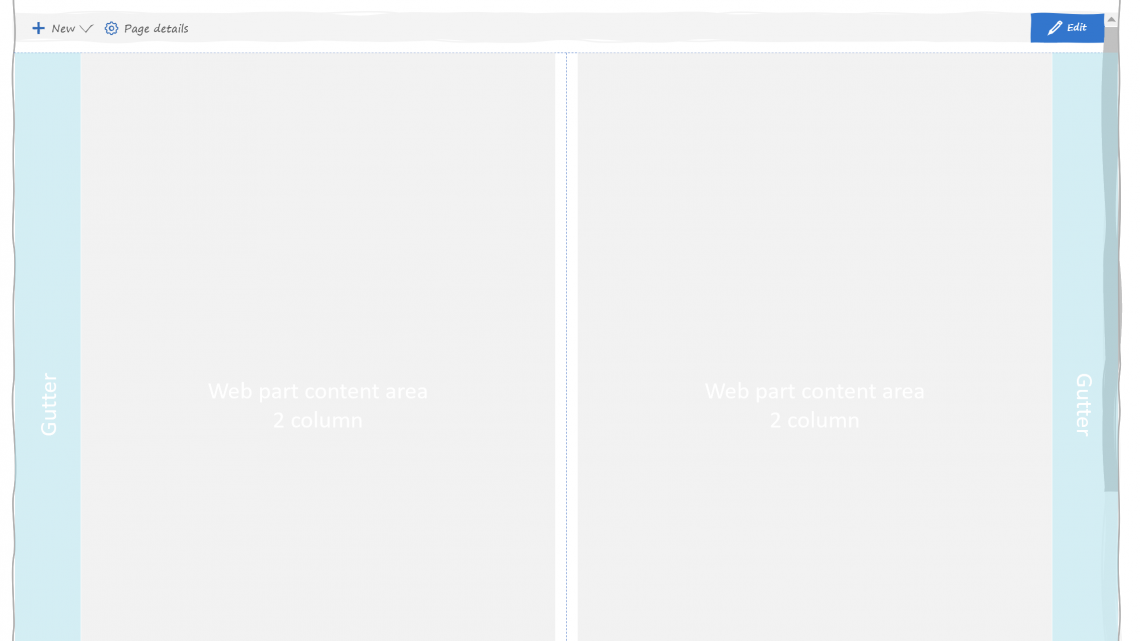 New Page details Edit
Gutter
Web part content area
2 column
Web part content area
2 column
Gutter